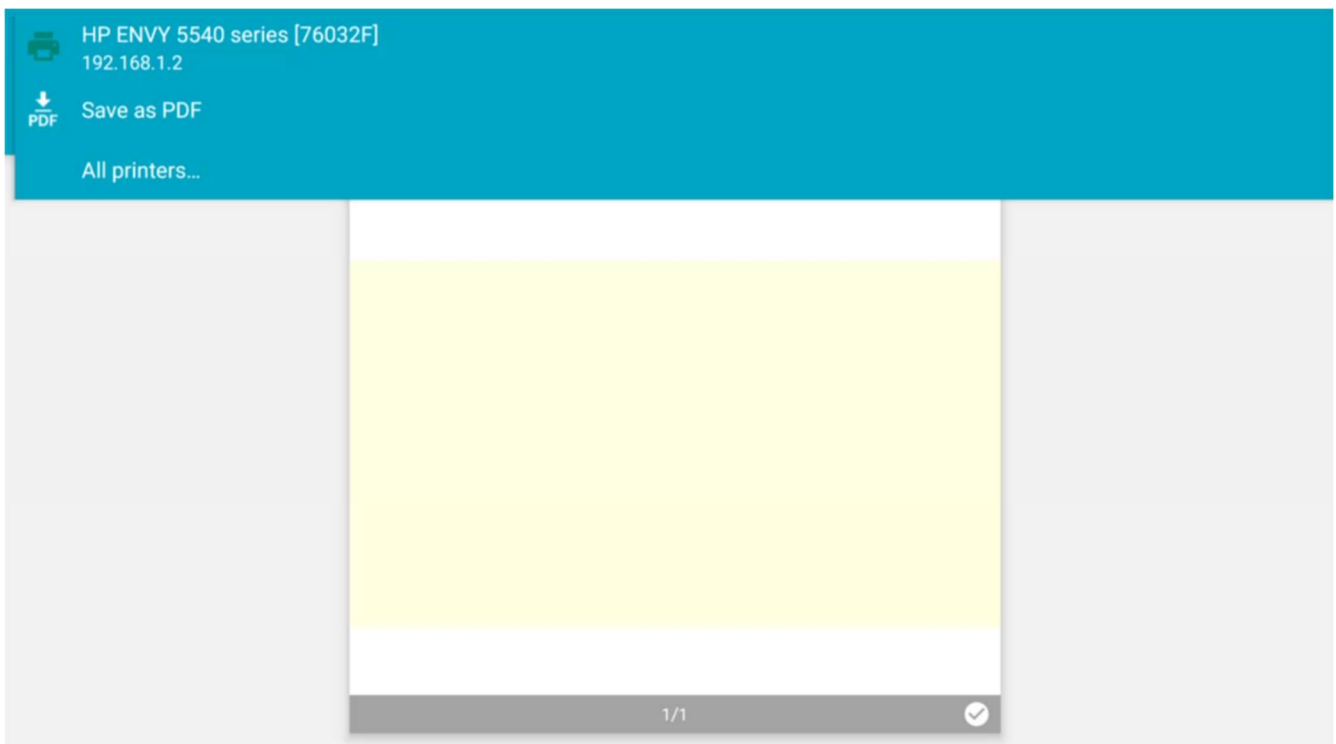 HP ENVY 5540 series [76032F]
192.168.1.2
PDF
Save as PDF
All printers…
1/1